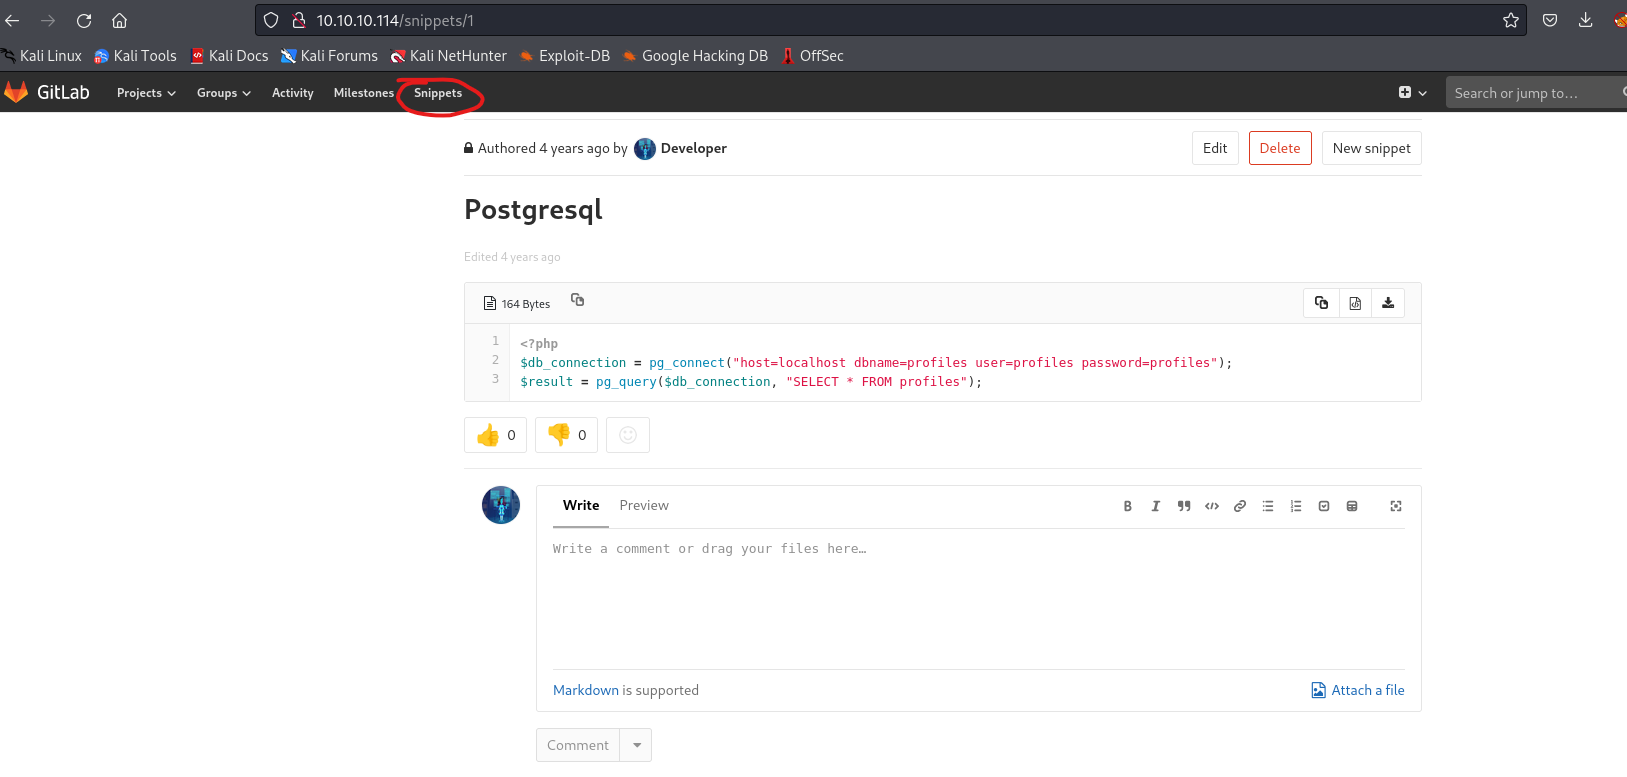 10.10.10.114/snippets/1
Kali Linux Kali Tools Kali Docs Kali Forums Kali NetHunter Exploit-DB Google Hacking DB OffSec
GitLab Projects Groups Activity Milestones Snippets Search or jump to…
Authored 4 years ago by Developer Edit Delete New snippet
Postgresql
Edited 4 years ago
164 Bytes
1 <?php
2 $db_connection = pg_connect("host=localhost dbname=profiles user=profiles password=profiles");
3 $result = pg_query($db_connection, "SELECT * FROM profiles");
0 0
Write Preview
Write a comment or drag your files here…
Markdown is supported Attach a file
Comment